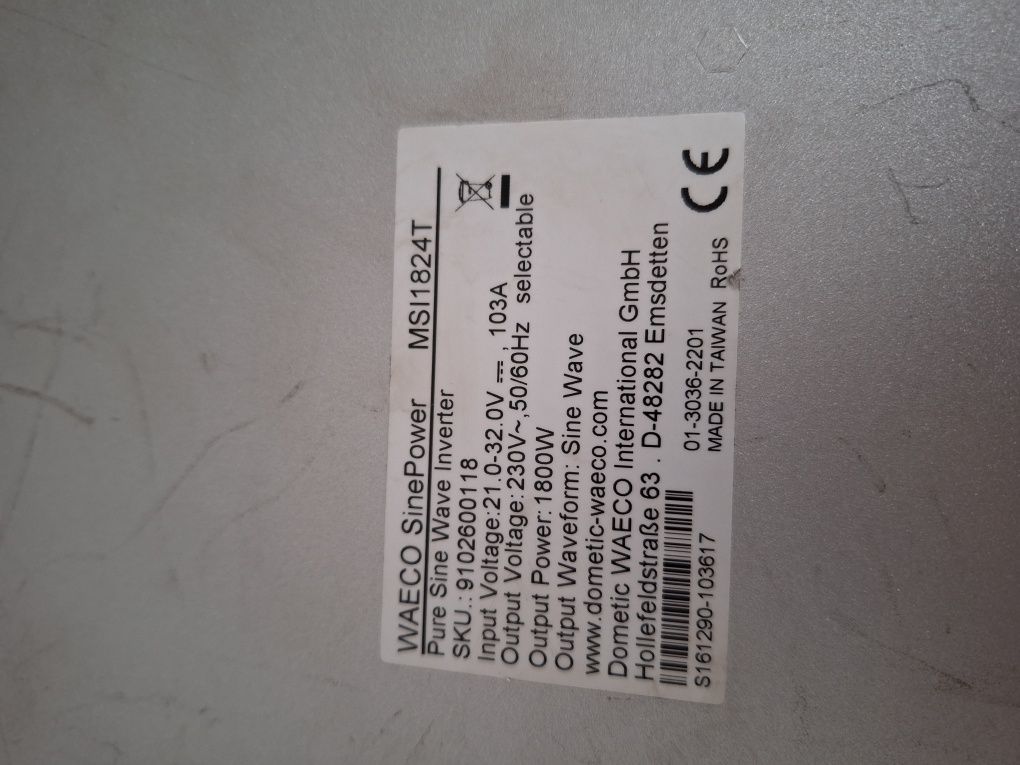 WAECO SinePower MSI1824T
Pure Sine Wave Inverter
SKU.: 9102600118
Input Voltage:21.0-32.0V ⎓, 103A
Output Voltage: 230V~,50/60Hz selectable
Output Power:1800W
Output Waveform: Sine Wave
www.dometic-waeco.com
Dometic WAECO International GmbH
Hollefeldstraße 63 . D-48282 Emsdetten
01-3036-2201
S161290-103617
MADE IN TAIWAN RoHS CE